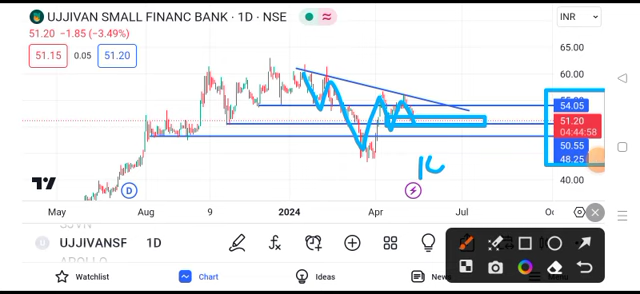 UJJIVAN SMALL FINANC BANK · 1D · NSE
INR
51.20 −1.85 (−3.49%)
51.15 0.05 51.20
65.00
60.00
54.05
51.20
04:44:58
50.55
48.25
40.00
D
May Aug 9 2024 Apr Jul Oc
UJJIVANSF 1D
Watchlist Chart Ideas News